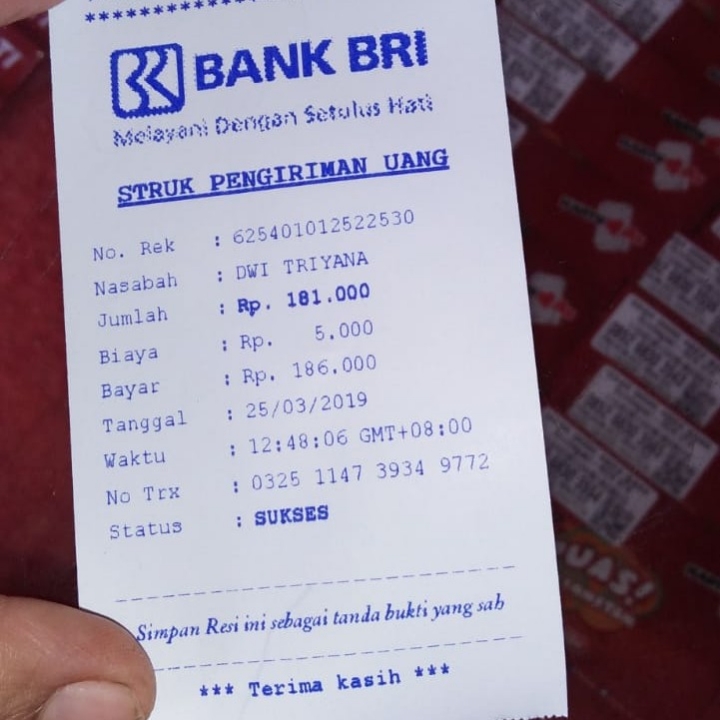 ********************
BANK BRI
Melayani Dengan Setulus Hati
STRUK PENGIRIMAN UANG
No. Rek : 625401012522530
Nasabah : DWI TRIYANA
Jumlah : Rp. 181.000
Biaya : Rp. 5.000
Bayar : Rp. 186.000
Tanggal : 25/03/2019
Waktu : 12:48:06 GMT+08:00
No Trx : 0325 1147 3934 9772
Status : SUKSES
Simpan Resi ini sebagai tanda bukti yang sah
*** Terima kasih ***